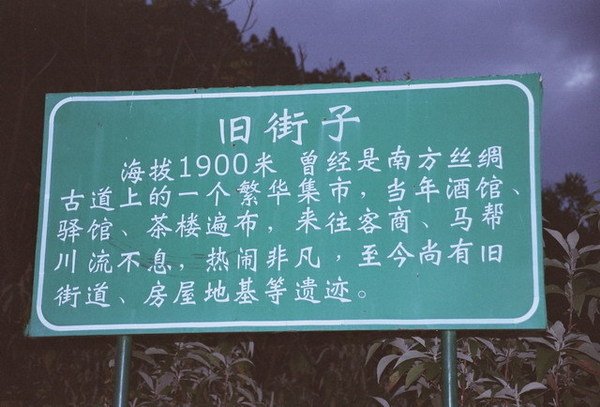 旧街子
海拔1900米 曾经是南方丝绸
古道上的一个繁华集市，当年酒馆、
驿馆、茶楼遍布，来往客商、马帮
川流不息，热闹非凡，至今尚有旧
街道、房屋地基等遗迹。